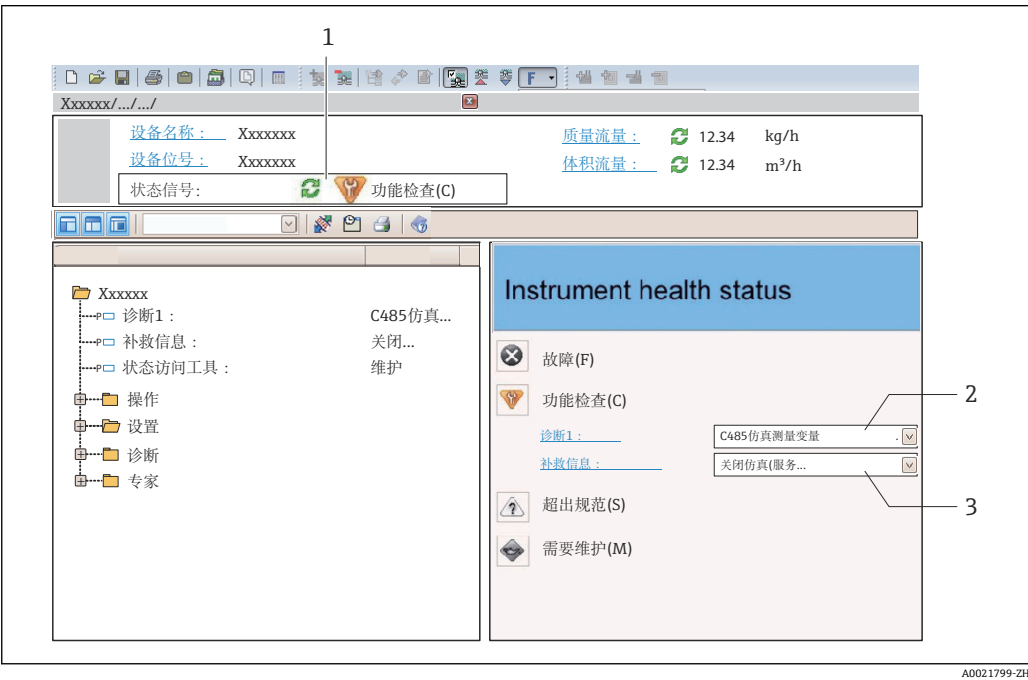 1
F
Xxxxxx/.../.../
设备名称： Xxxxxxx 质量流量： 12.34 kg/h
设备位号： Xxxxxxx 体积流量： 12.34 m³/h
状态信号: 功能检查(C)
Xxxxxx
P 诊断1： C485仿真...
P 补救信息： 关闭...
P 状态访问工具： 维护
操作
设置
诊断
专家
Instrument health status
故障(F)
功能检查(C)
诊断1： C485仿真测量变量 .
补救信息： 关闭仿真(服务...
超出规范(S)
需要维护(M)
2
3
A0021799-ZH